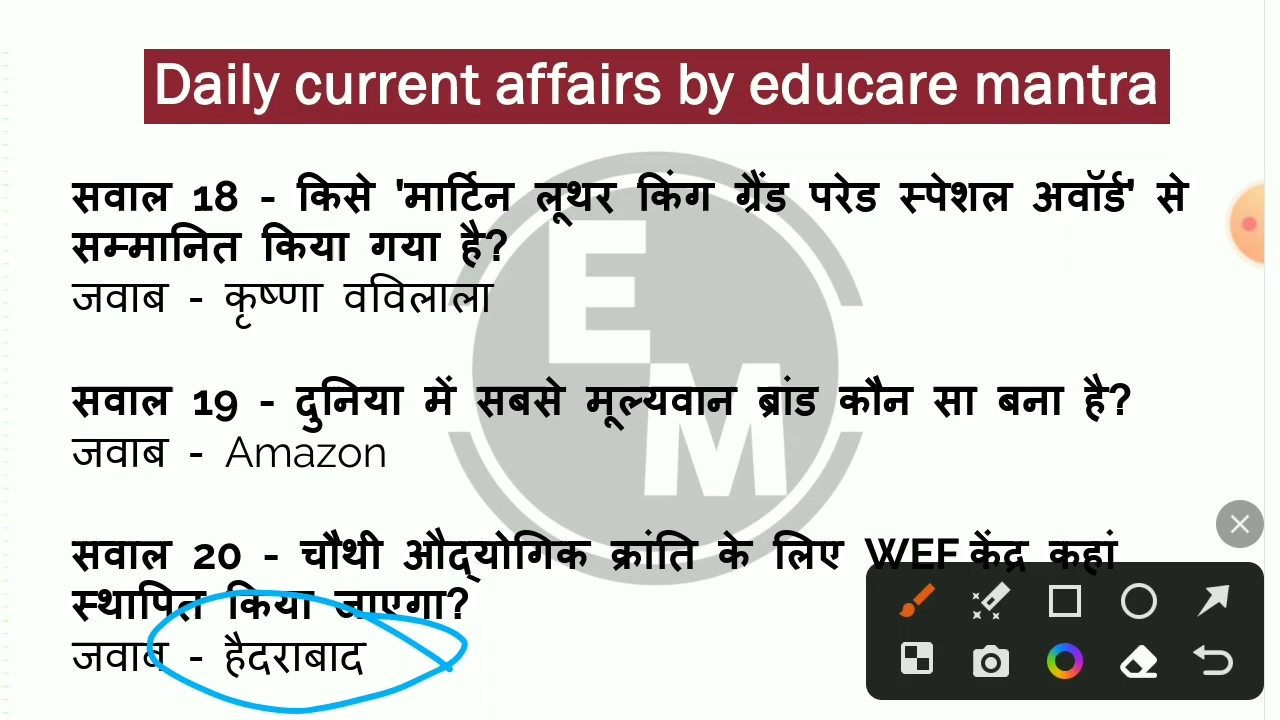 Daily current affairs by educare mantra
सवाल 18 - किसे 'मार्टिन लूथर किंग ग्रैंड परेड स्पेशल अवॉर्ड' से
सम्मानित किया गया है?
जवाब - कृष्णा वविलाला
सवाल 19 - दुनिया में सबसे मूल्यवान ब्रांड कौन सा बना है?
जवाब - Amazon
सवाल 20 - चौथी औद्योगिक क्रांति के लिए WEF केंद्र कहां
स्थापित किया जाएगा?
जवाब - हैदराबाद
EM